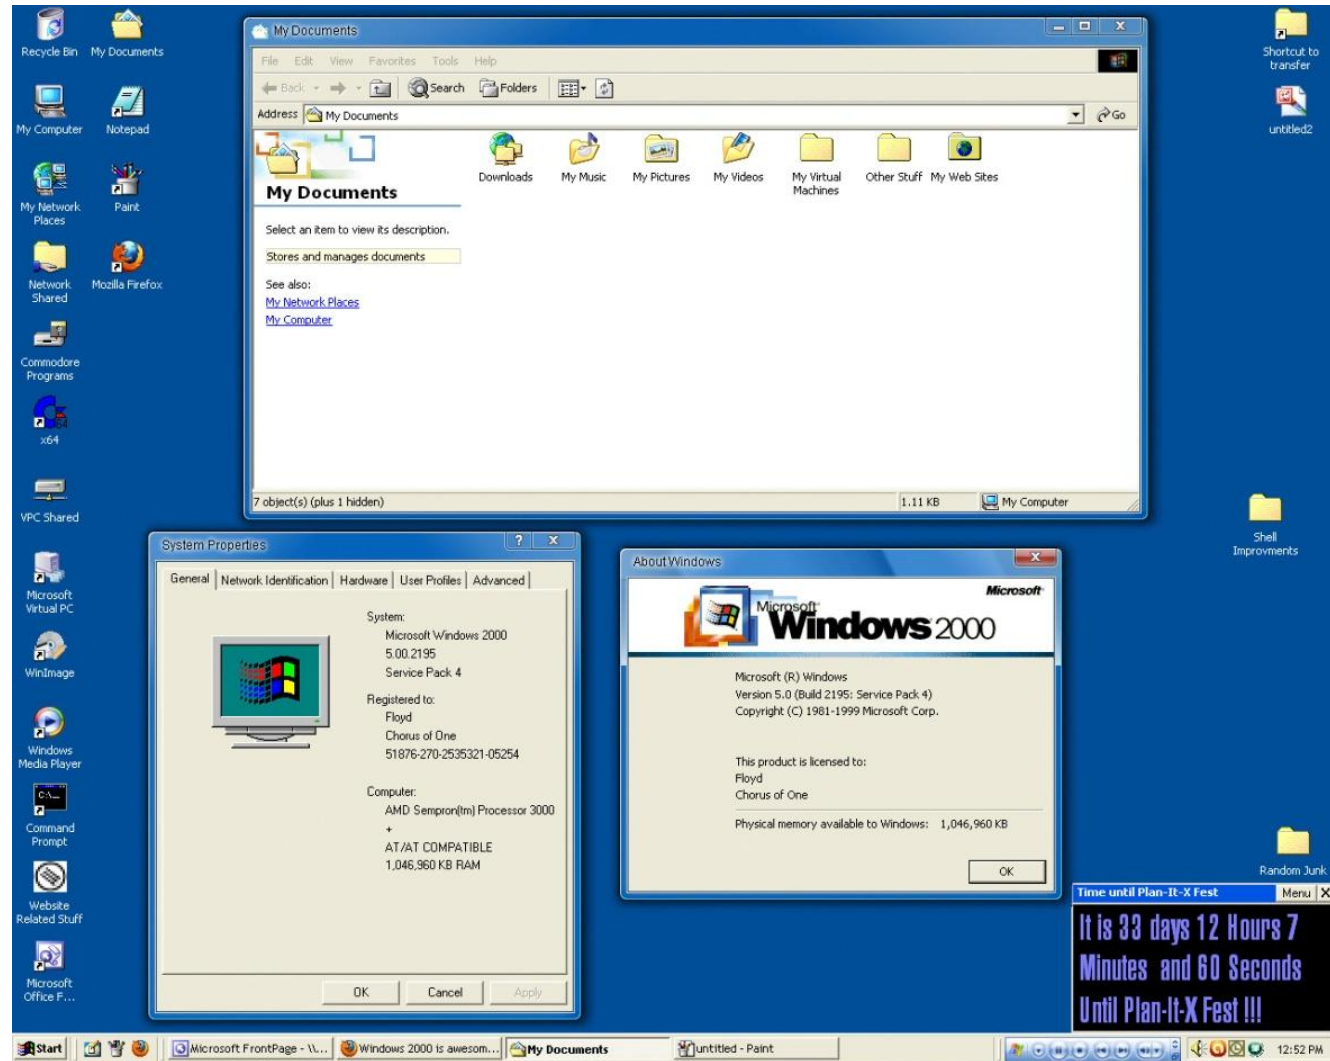 Recycle Bin
My Documents
My Computer
Notepad
My Network
Places
Paint
Network
Shared
Mozilla Firefox
Commodore
Programs
x64
VPC Shared
Microsoft
Virtual PC
WinImage
Windows
Media Player
Command
Prompt
Website
Related Stuff
Microsoft
Office F...
My Documents
File Edit View Favorites Tools Help
Back Search Folders
Address My Documents Go
My Documents
Select an item to view its description.
Stores and manages documents
See also:
My Network Places
My Computer
Downloads
My Music
My Pictures
My Videos
My Virtual
Machines
Other Stuff
My Web Sites
7 object(s) (plus 1 hidden) 1.11 KB My Computer
Shortcut to
transfer
untitled2
Shell
Improvments
Random Junk
System Properties
General Network Identification Hardware User Profiles Advanced
System:
Microsoft Windows 2000
5.00.2195
Service Pack 4
Registered to:
Floyd
Chorus of One
51876-270-2535321-05254
Computer:
AMD Sempron(tm) Processor 3000
+
AT/AT COMPATIBLE
1,046,960 KB RAM
OK Cancel Apply
About Windows
Microsoft
Microsoft
Windows 2000
Microsoft (R) Windows
Version 5.0 (Build 2195: Service Pack 4)
Copyright (C) 1981-1999 Microsoft Corp.
This product is licensed to:
Floyd
Chorus of One
Physical memory available to Windows: 1,046,960 KB
OK
Time until Plan-It-X Fest Menu X
It is 33 days 12 Hours 7
Minutes and 60 Seconds
Until Plan-It-X Fest !!!
Start Microsoft FrontPage - \\... Windows 2000 is awesom... My Documents untitled - Paint 12:52 PM